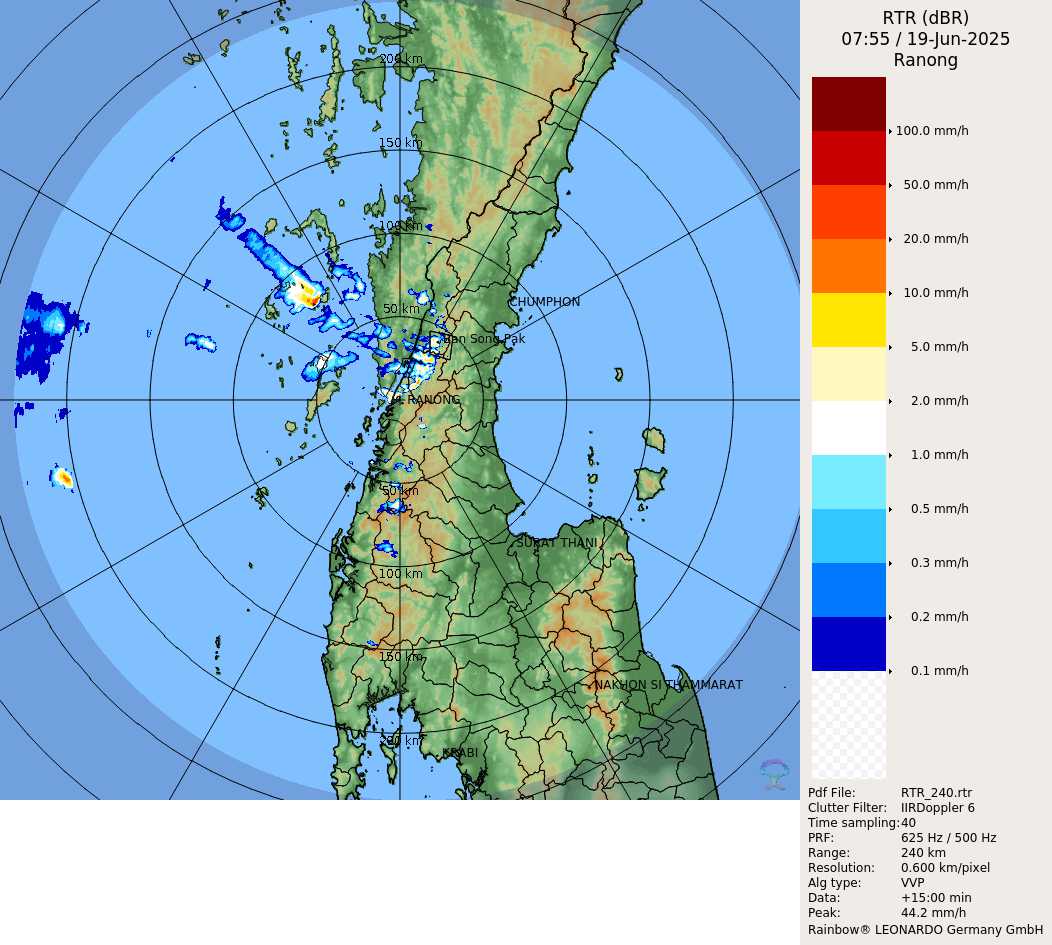 RTR (dBR)
07:55 / 19-Jun-2025
Ranong
100.0 mm/h
50.0 mm/h
20.0 mm/h
10.0 mm/h
5.0 mm/h
2.0 mm/h
1.0 mm/h
0.5 mm/h
0.3 mm/h
0.2 mm/h
0.1 mm/h
200 km
150 km
100 km
CHUMPHON
50 km
Ban Song Pak
RANONG
50 km
SURAT THANI
100 km
150 km
NAKHON SI THAMMARAT
200 km
KRABI
Pdf File: RTR_240.rtr
Clutter Filter: IIRDoppler 6
Time sampling:40
PRF: 625 Hz / 500 Hz
Range: 240 km
Resolution: 0.600 km/pixel
Alg type: VVP
Data: +15:00 min
Peak: 44.2 mm/h
Rainbow® LEONARDO Germany GmbH